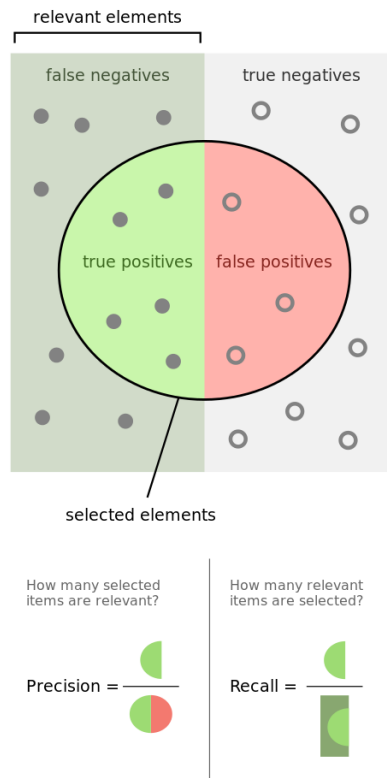 relevant elements
false negatives
true negatives
true positives
false positives
selected elements
How many selected
items are relevant?
How many relevant
items are selected?
Precision =
Recall =